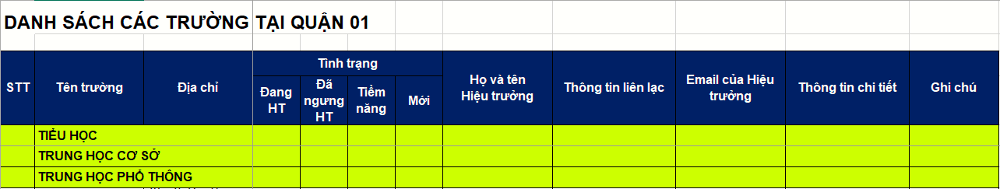 DANH SÁCH CÁC TRƯỜNG TẠI QUẬN 01
STT
Tên trường
Địa chỉ
Tình trạng
Đang
HT
Đã
ngưng
HT
Tiềm
năng
Mới
Họ và tên
Hiệu trưởng
Thông tin liên lạc
Email của Hiệu
trưởng
Thông tin chi tiết
Ghi chú
TIỂU HỌC
TRUNG HỌC CƠ SỞ
TRUNG HỌC PHỔ THÔNG